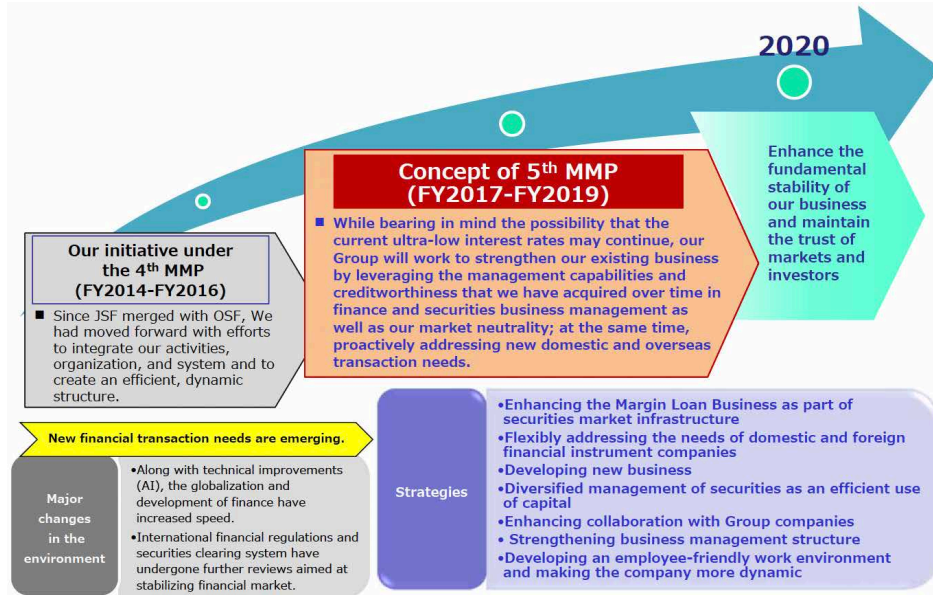 2020
Enhance the
fundamental
stability of
our business
and maintain
the trust of
markets and
investors
Concept of 5th MMP
(FY2017-FY2019)
■ While bearing in mind the possibility that the
current ultra-low interest rates may continue, our
Group will work to strengthen our existing business
by leveraging the management capabilities and
creditworthiness that we have acquired over time in
finance and securities business management as
well as our market neutrality; at the same time,
proactively addressing new domestic and overseas
transaction needs.
Our initiative under
the 4th MMP
(FY2014-FY2016)
■ Since JSF merged with OSF, We
had moved forward with efforts
to integrate our activities,
organization, and system and to
create an efficient, dynamic
structure.
New financial transaction needs are emerging.
Major
changes
in the
environment
•Along with technical improvements
(AI), the globalization and
development of finance have
increased speed.
•International financial regulations and
securities clearing system have
undergone further reviews aimed at
stabilizing financial market.
Strategies
•Enhancing the Margin Loan Business as part of
securities market infrastructure
•Flexibly addressing the needs of domestic and foreign
financial instrument companies
•Developing new business
•Diversified management of securities as an efficient use
of capital
•Enhancing collaboration with Group companies
• Strengthening business management structure
•Developing an employee-friendly work environment
and making the company more dynamic